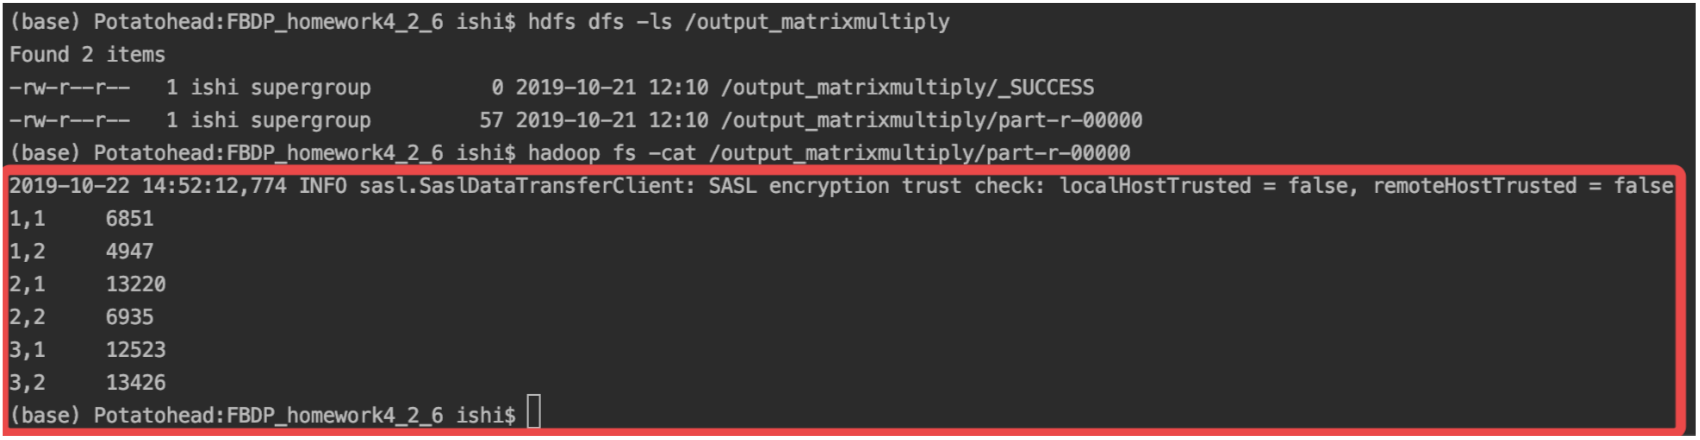 (base) Potatohead:FBDP_homework4_2_6 ishi$ hdfs dfs -ls /output_matrixmultiply
Found 2 items
-rw-r--r--   1 ishi supergroup          0 2019-10-21 12:10 /output_matrixmultiply/_SUCCESS
-rw-r--r--   1 ishi supergroup         57 2019-10-21 12:10 /output_matrixmultiply/part-r-00000
(base) Potatohead:FBDP_homework4_2_6 ishi$ hadoop fs -cat /output_matrixmultiply/part-r-00000
2019-10-22 14:52:12,774 INFO sasl.SaslDataTransferClient: SASL encryption trust check: localHostTrusted = false, remoteHostTrusted = false
1,1     6851
1,2     4947
2,1     13220
2,2     6935
3,1     12523
3,2     13426
(base) Potatohead:FBDP_homework4_2_6 ishi$